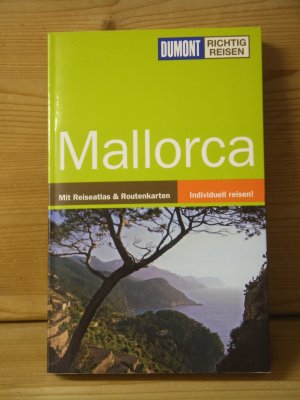 DUMONT RICHTIG REISEN
Mallorca
Mit Reiseatlas & Routenkarten
Individuell reisen!